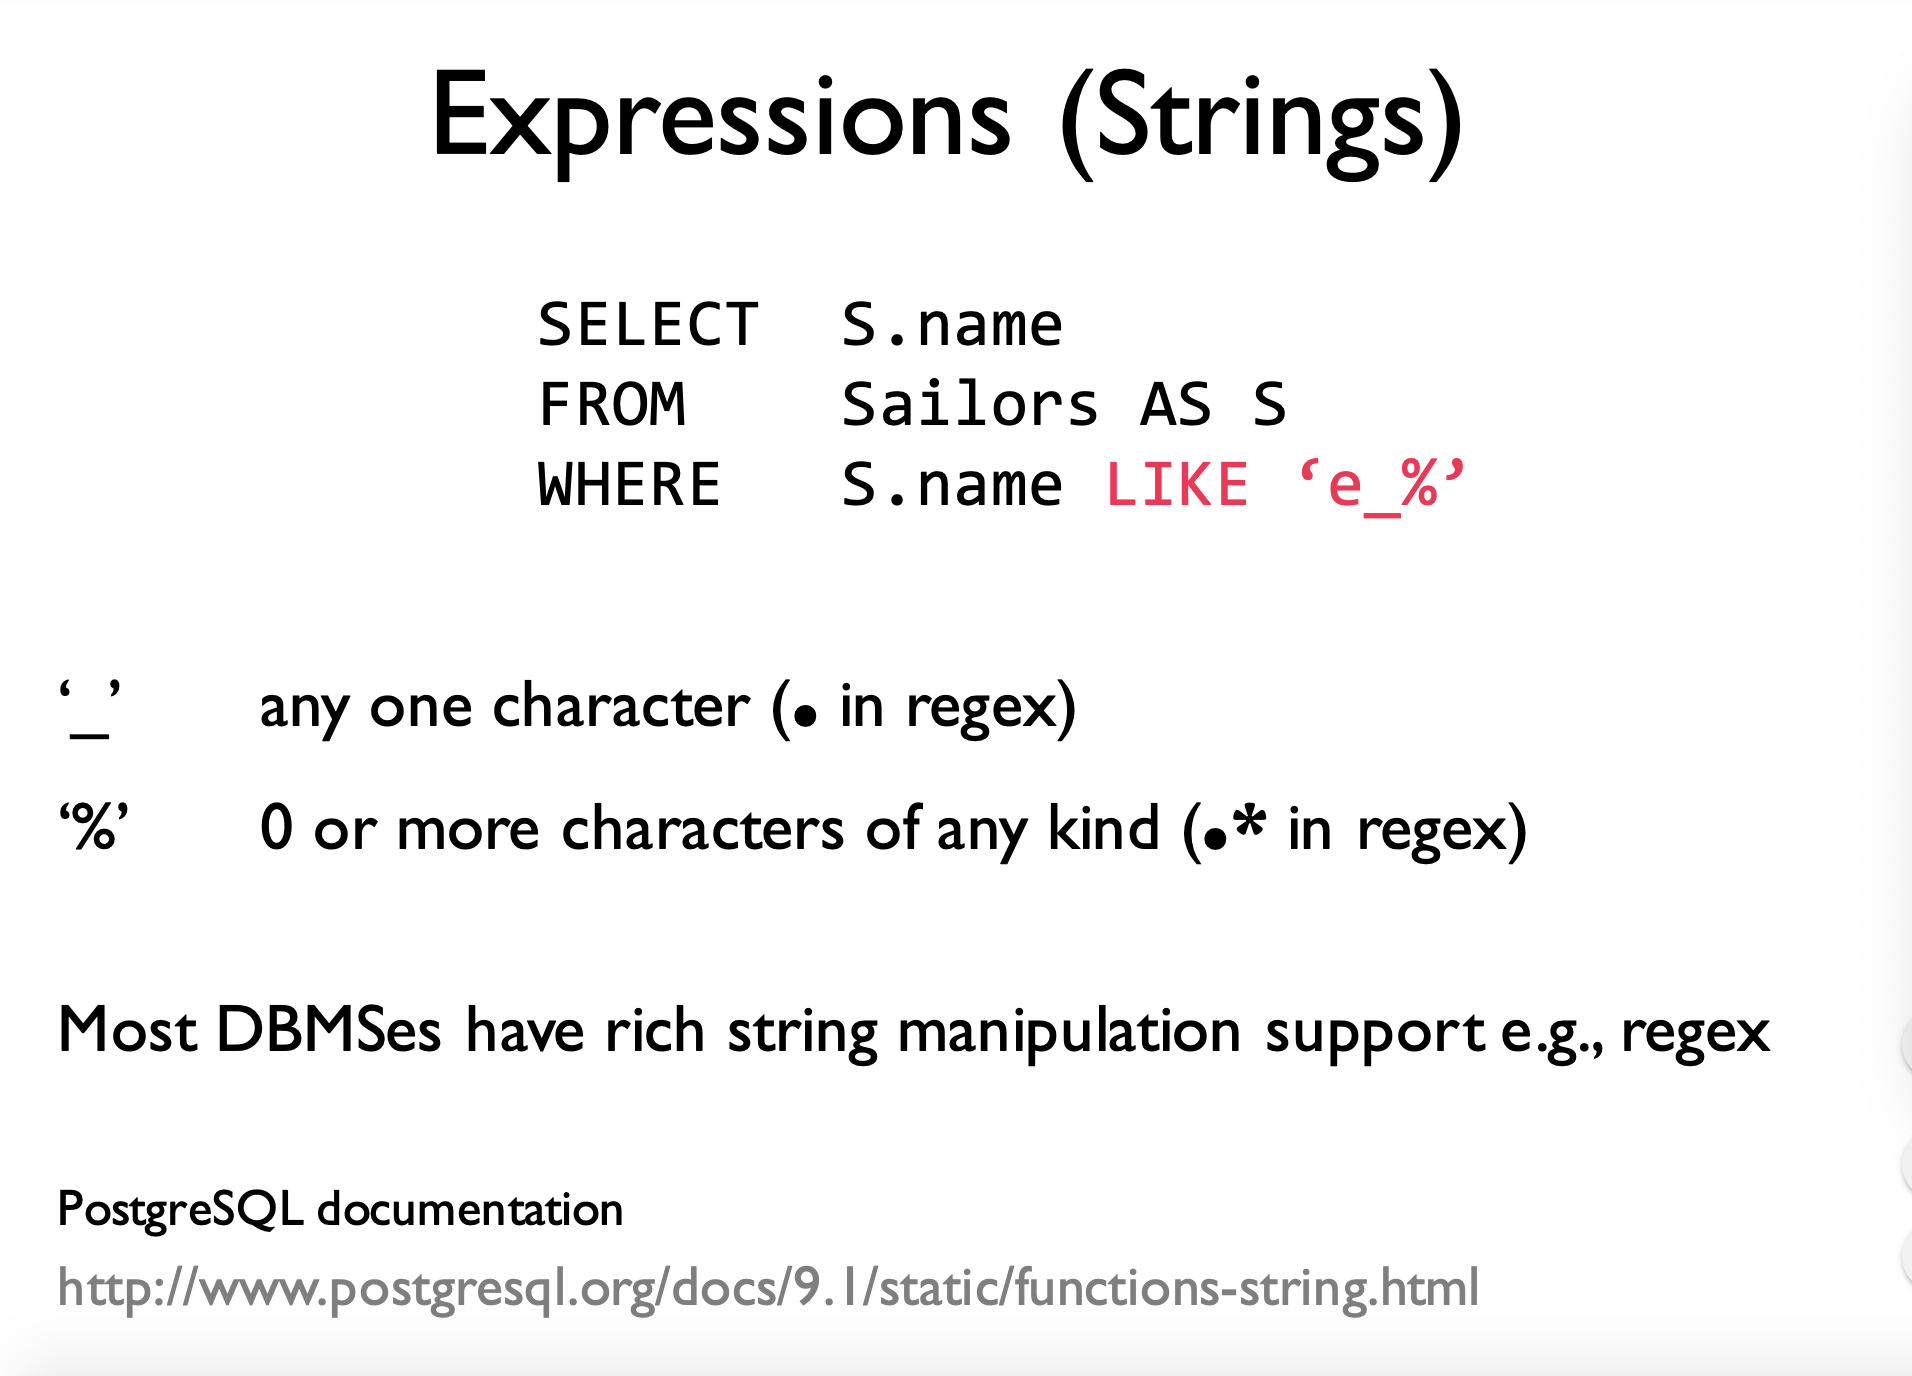 Expressions (Strings)
SELECT S.name
FROM Sailors AS S
WHERE S.name LIKE ‘e_%’
‘_’ any one character (. in regex)
‘%’ 0 or more characters of any kind (.* in regex)
Most DBMSes have rich string manipulation support e.g., regex
PostgreSQL documentation
http://www.postgresql.org/docs/9.1/static/functions-string.html